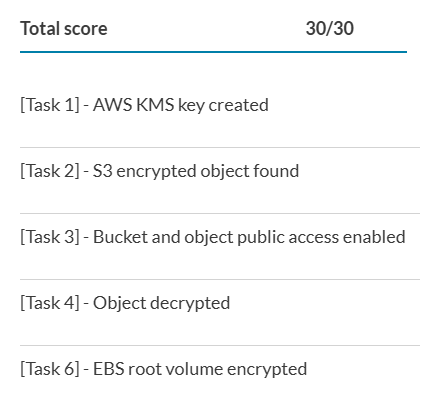 Total score 30/30
[Task 1] - AWS KMS key created
[Task 2] - S3 encrypted object found
[Task 3] - Bucket and object public access enabled
[Task 4] - Object decrypted
[Task 6] - EBS root volume encrypted